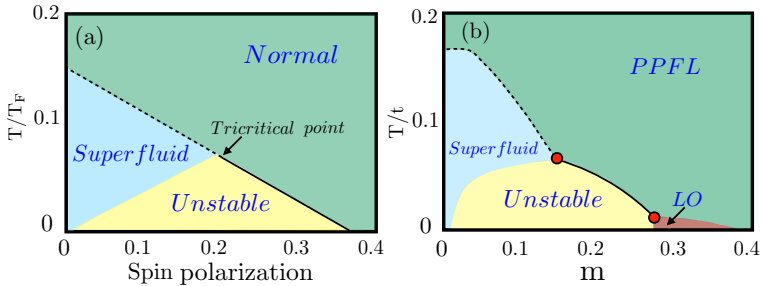 (a)
Normal
Superfluid
Tricritical point
Unstable
0.2
0.1
0
T/T_F
0 0.1 0.2 0.3 0.4
Spin polarization
(b)
PPFL
Superfluid
Unstable
LO
0.2
0.1
0
T/t
0 0.1 0.2 0.3 0.4
m